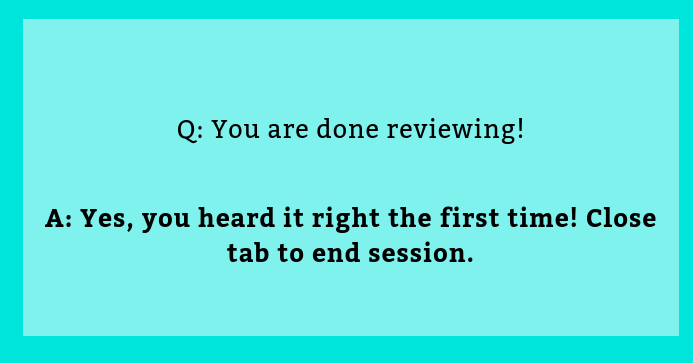 Q: You are done reviewing!
A: Yes, you heard it right the first time! Close
tab to end session.